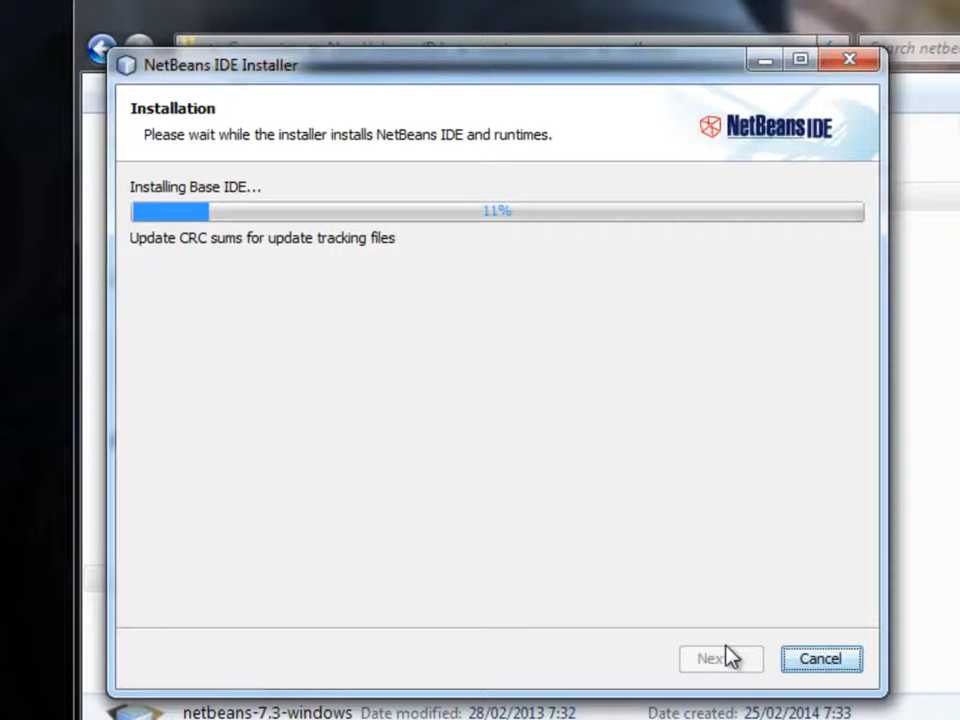 Search netbe
NetBeans IDE Installer
Installation
Please wait while the installer installs NetBeans IDE and runtimes.
NetBeans IDE
Installing Base IDE...
11%
Update CRC sums for update tracking files
Cancel
netbeans-7.3-windows Date modified: 28/02/2013 7:32 Date created: 25/02/2014 7:33